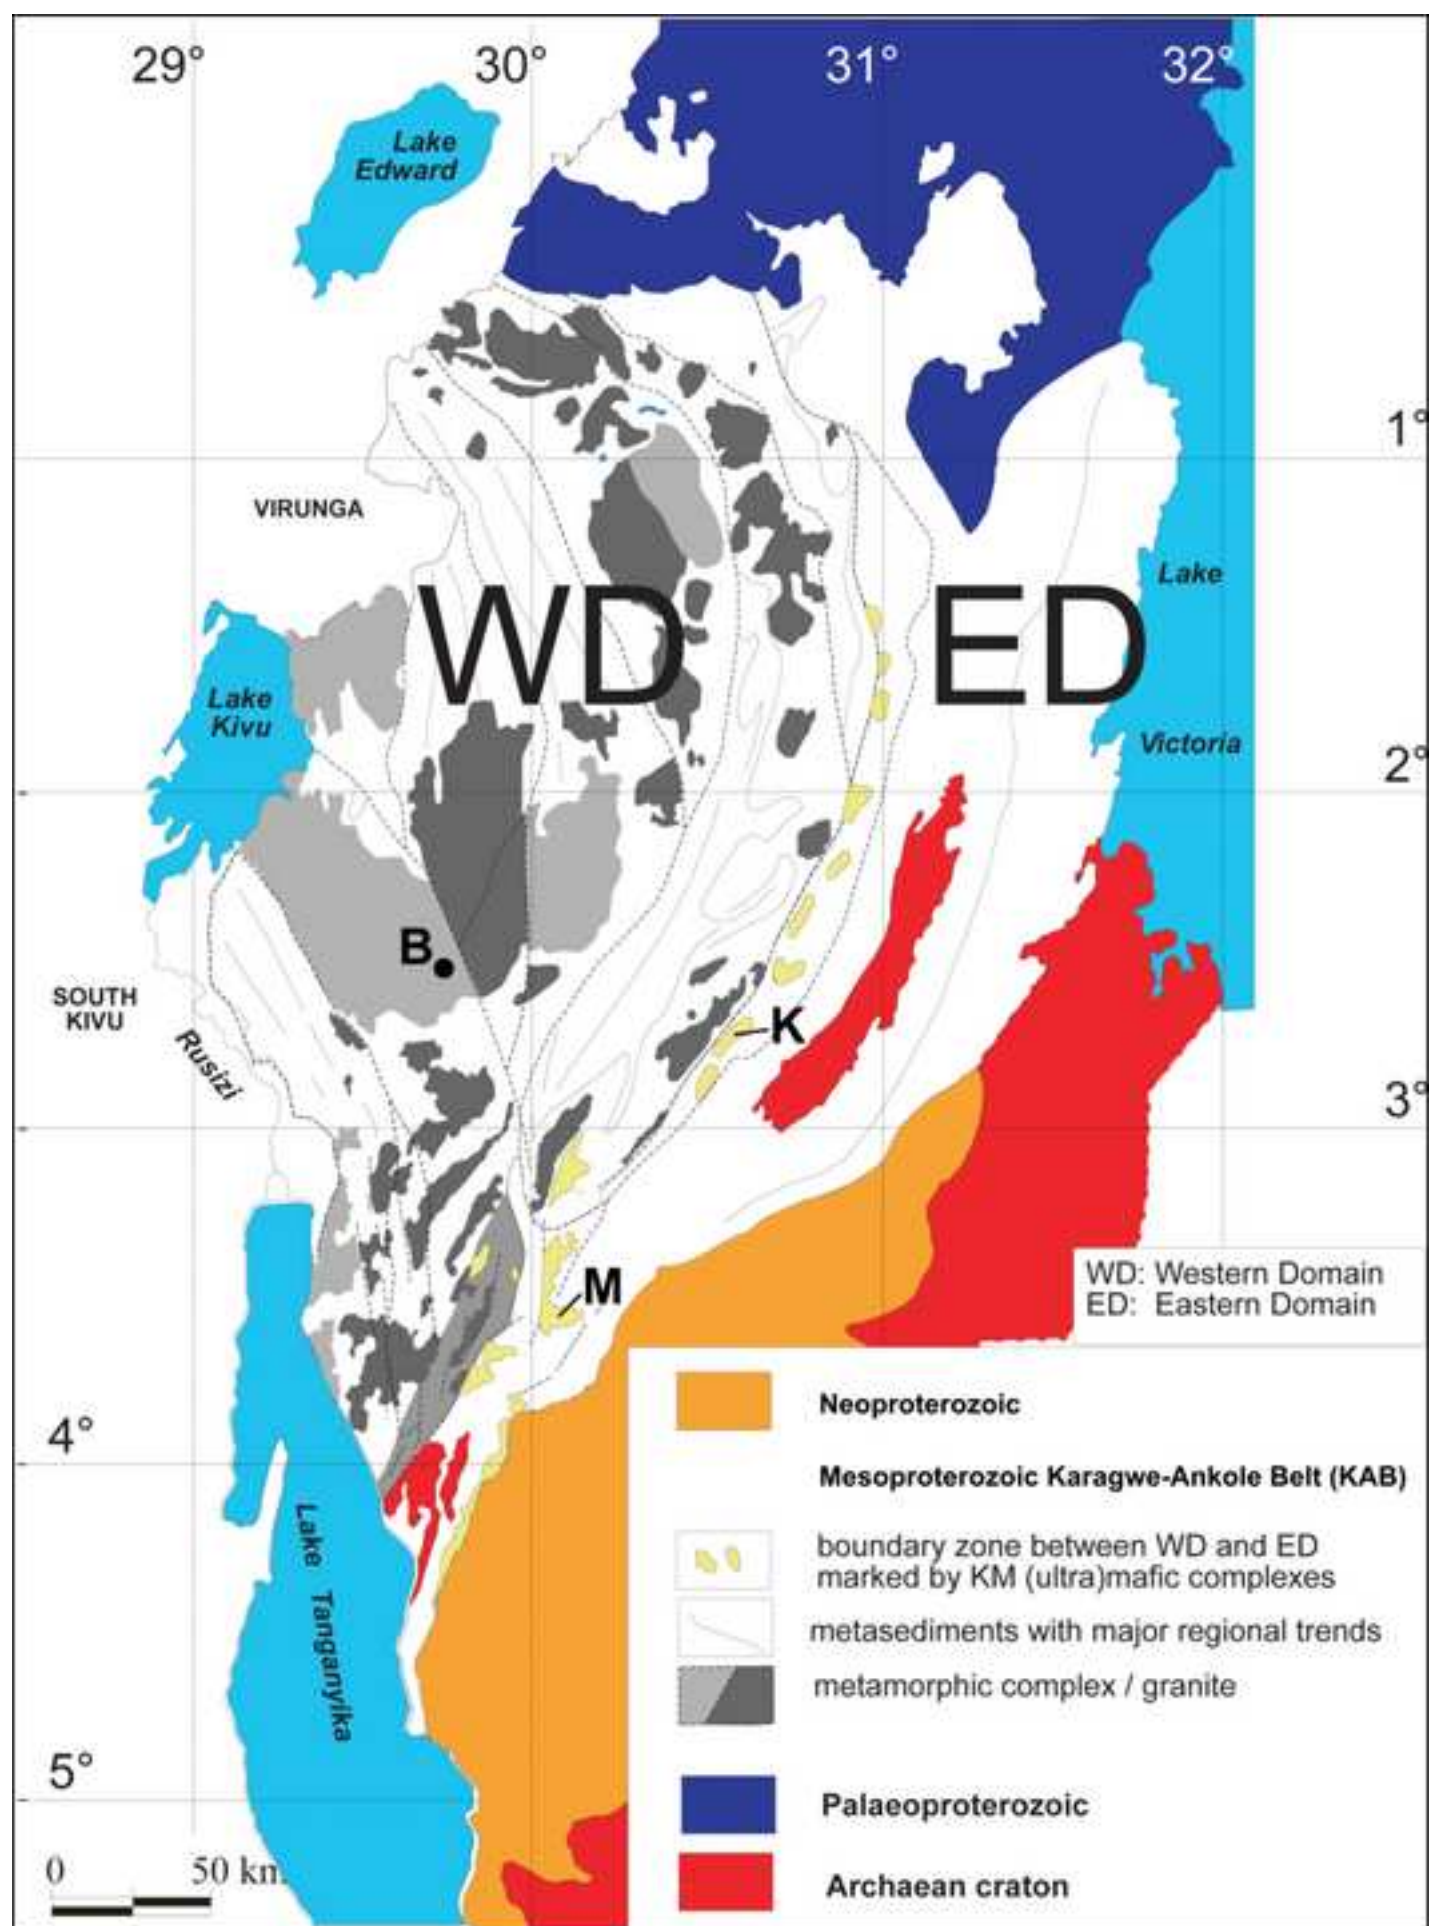 29°
30°
31°
32°
Lake
Edward
1°
VIRUNGA
Lake
WD
ED
Lake
Kivu
Victoria
2°
B
SOUTH
KIVU
K
Rusizi
3°
M
WD: Western Domain
ED: Eastern Domain
Neoproterozoic
4°
Mesoproterozoic Karagwe-Ankole Belt (KAB)
boundary zone between WD and ED
marked by KM (ultra)mafic complexes
Lake Tanganyika
metasediments with major regional trends
metamorphic complex / granite
5°
Palaeoproterozoic
0 50 km
Archaean craton